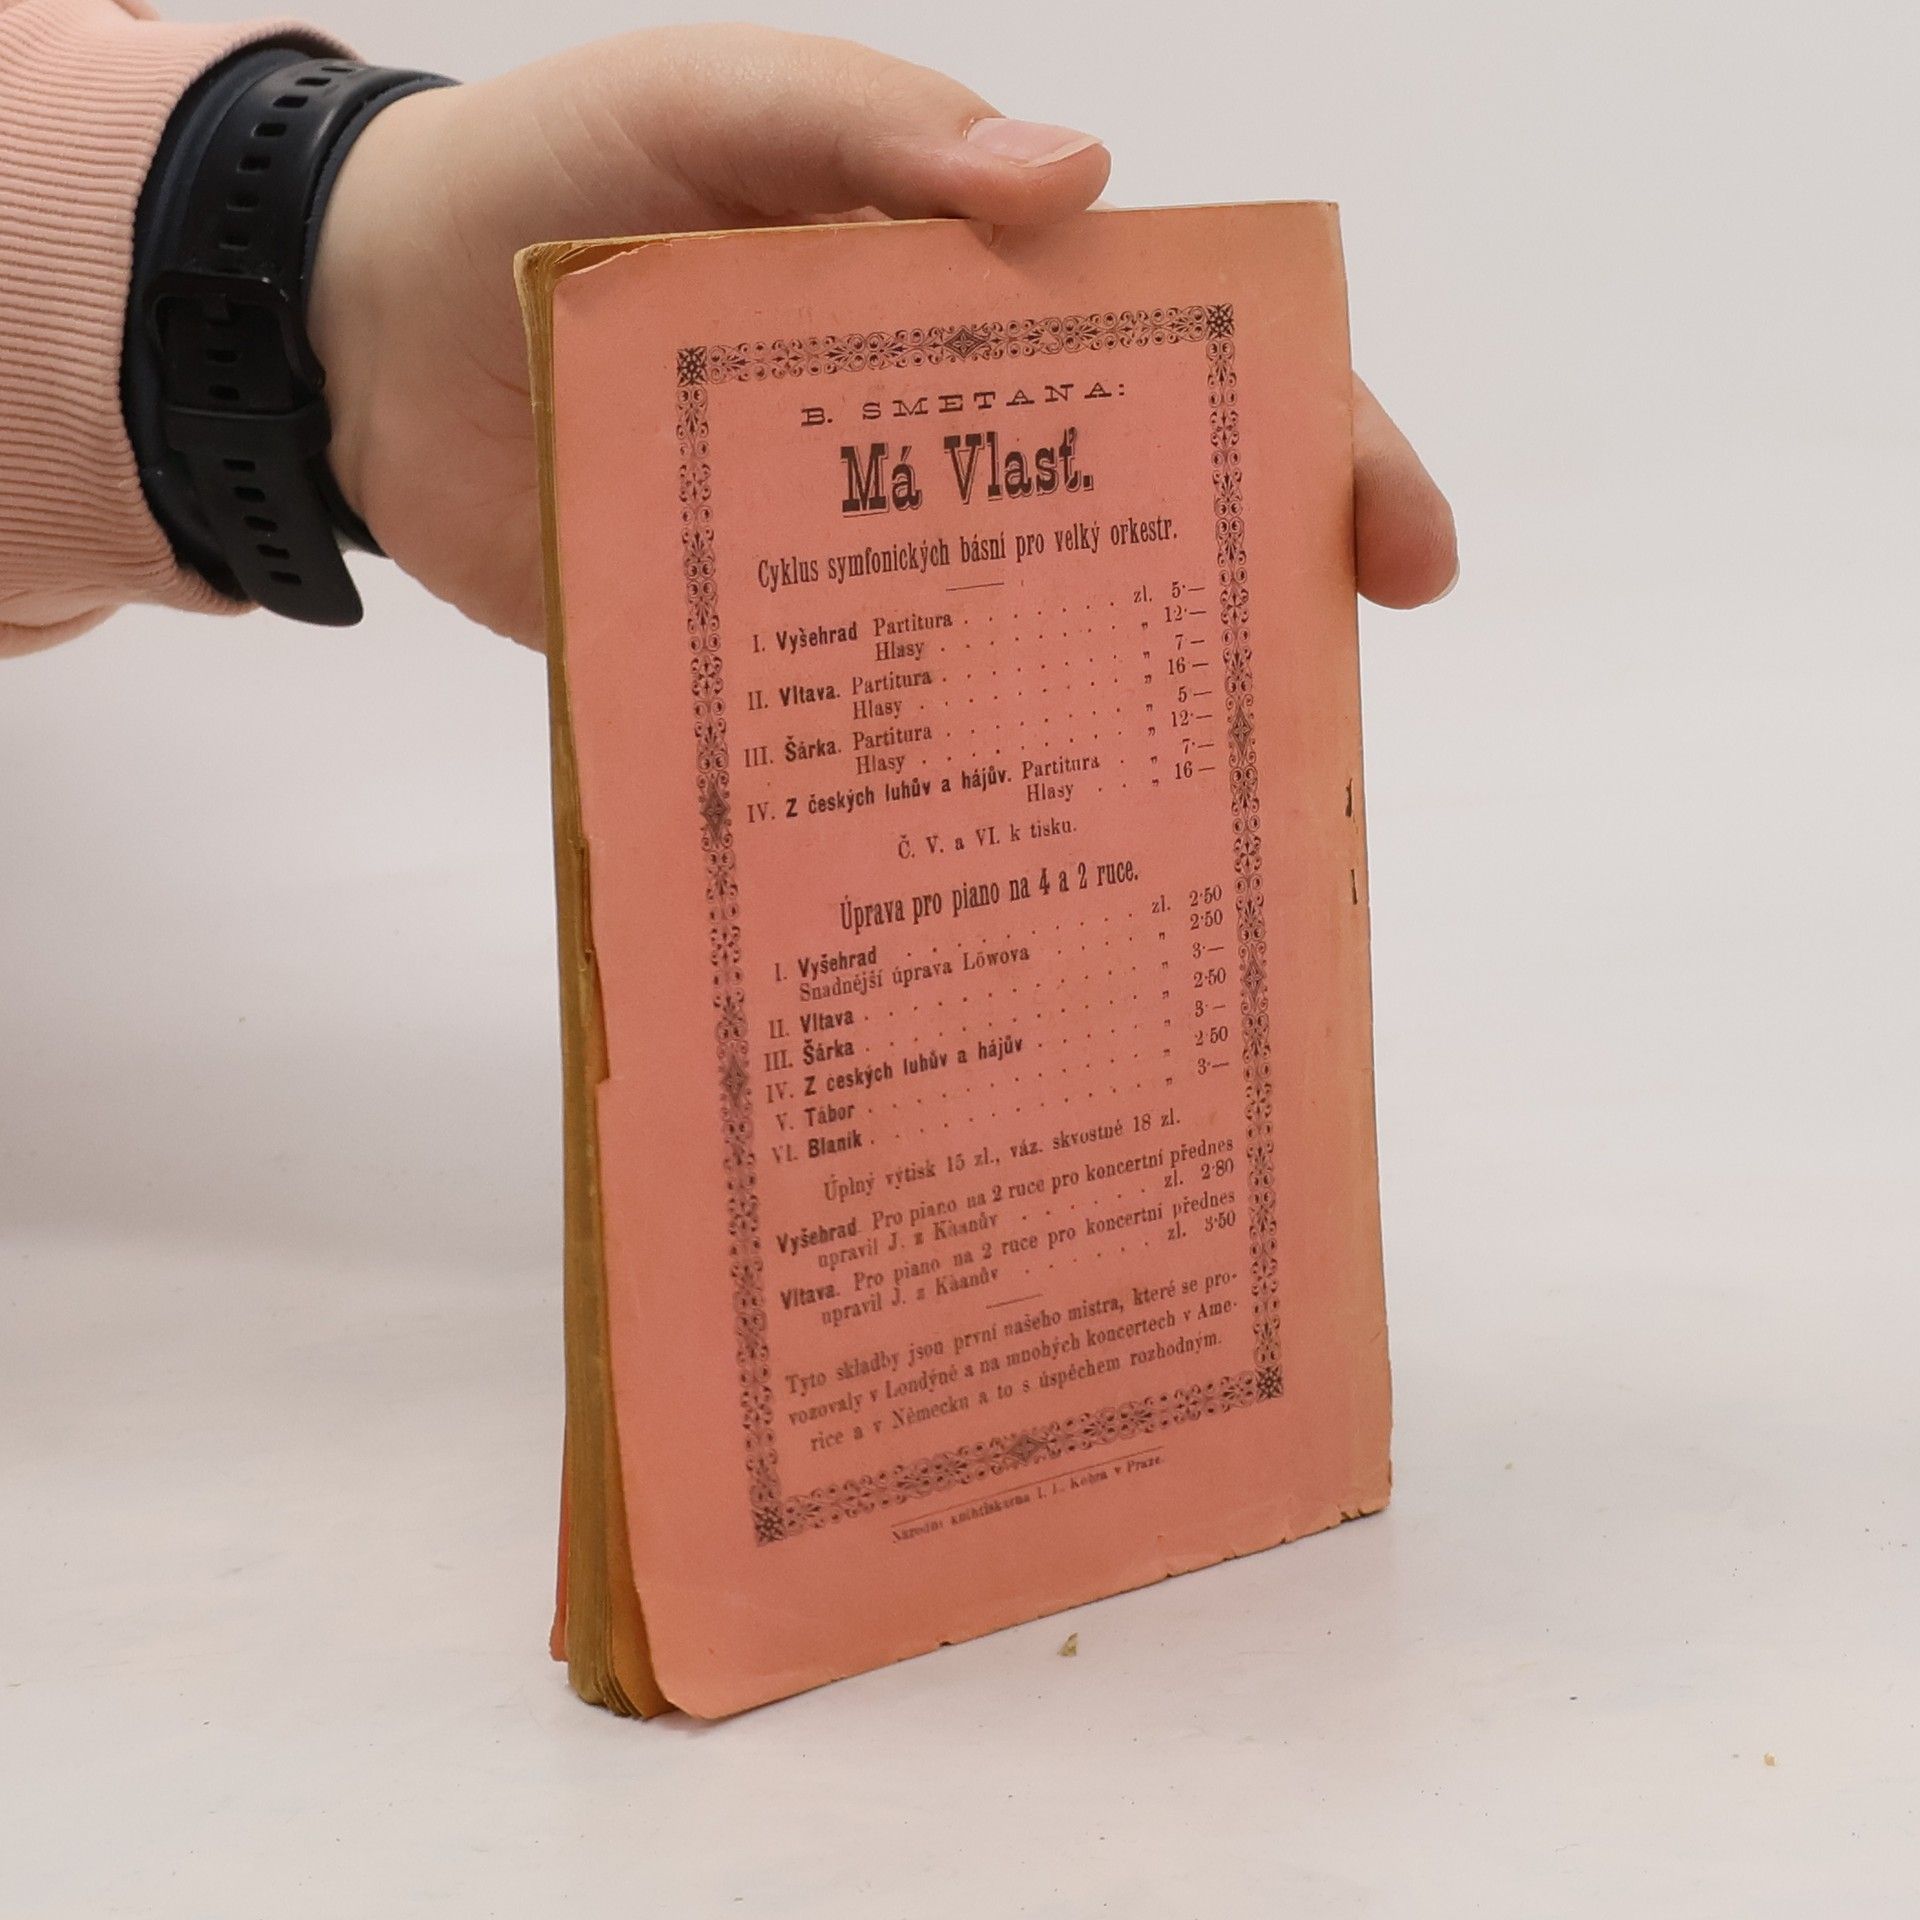 B. SMETANA:
Má Vlasť.
Cyklus symfonických básní pro velký orkestr.
I. Vyšehrad Partitura . . . . . . . zl. 5·—
Hlasy . . . . . . . . „ 12·—
II. Vltava. Partitura . . . . . . . . „ 7·—
Hlasy . . . . . . . . . „ 16·—
III. Šárka. Partitura . . . . . . . . „ 5·—
Hlasy . . . . . . . . . „ 12·—
IV. Z českých luhův a hájův. Partitura . „ 7·—
Hlasy . . „ 16—
Č. V. a VI. k tisku.
Úprava pro piano na 4 a 2 ruce.
I. Vyšehrad . . . . . . . . . . zl. 2·50
Snadnější úprava Löwova . . . . „ 2·50
II. Vltava . . . . . . . . . . . „ 3·—
III. Šárka . . . . . . . . . . . „ 2·50
IV. Z českých luhův a hájův . . . . . „ 3·—
V. Tábor . . . . . . . . . . . „ 2 50
VI. Blaník . . . . . . . . . . . „ 3·—
Úplný výtisk 15 zl., váz. skvostně 18 zl.
Vyšehrad. Pro piano na 2 ruce pro koncertní přednes
upravil J. z Kàanův . . . . . . zl. 2·80
Vltava. Pro piano na 2 ruce pro koncertní přednes
upravil J. z Kàanův . . . . . . zl. 3·50
Tyto skladby jsou první našeho mistra, které se pro-
vozovaly v Londýně a na mnohých koncertech v Ame-
rice a v Německu a to s úspěchem rozhodným.
Národní knihtiskárna I. L. Kobra v Praze.